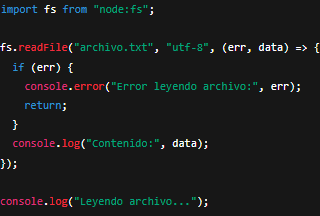 import fs from "node:fs";

fs.readFile("archivo.txt", "utf-8", (err, data) => {
  if (err) {
    console.error("Error leyendo archivo:", err);
    return;
  }
  console.log("Contenido:", data);
});

console.log("Leyendo archivo...");